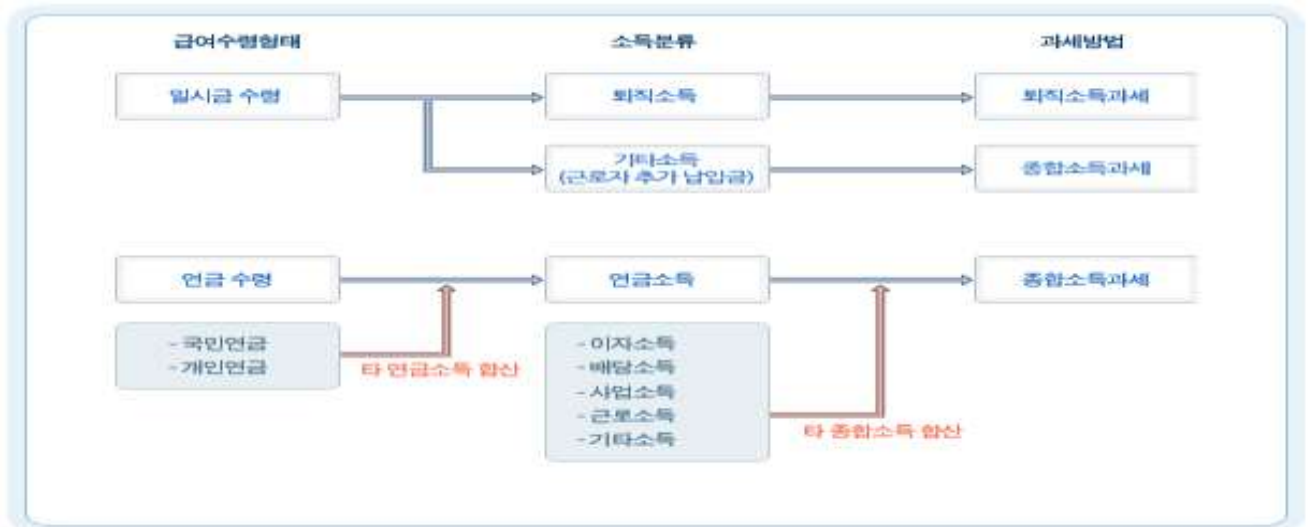 급여수령형태 소득분류 과세방법
일시금 수령 퇴직소득 퇴직소득과세
기타소득
(근로자 추가 납입금) 종합소득과세
연금 수령 연금소득 종합소득과세
- 국민연금
- 개인연금
타 연금소득 합산
- 이자소득
- 배당소득
- 사업소득
- 근로소득
- 기타소득
타 종합소득 합산